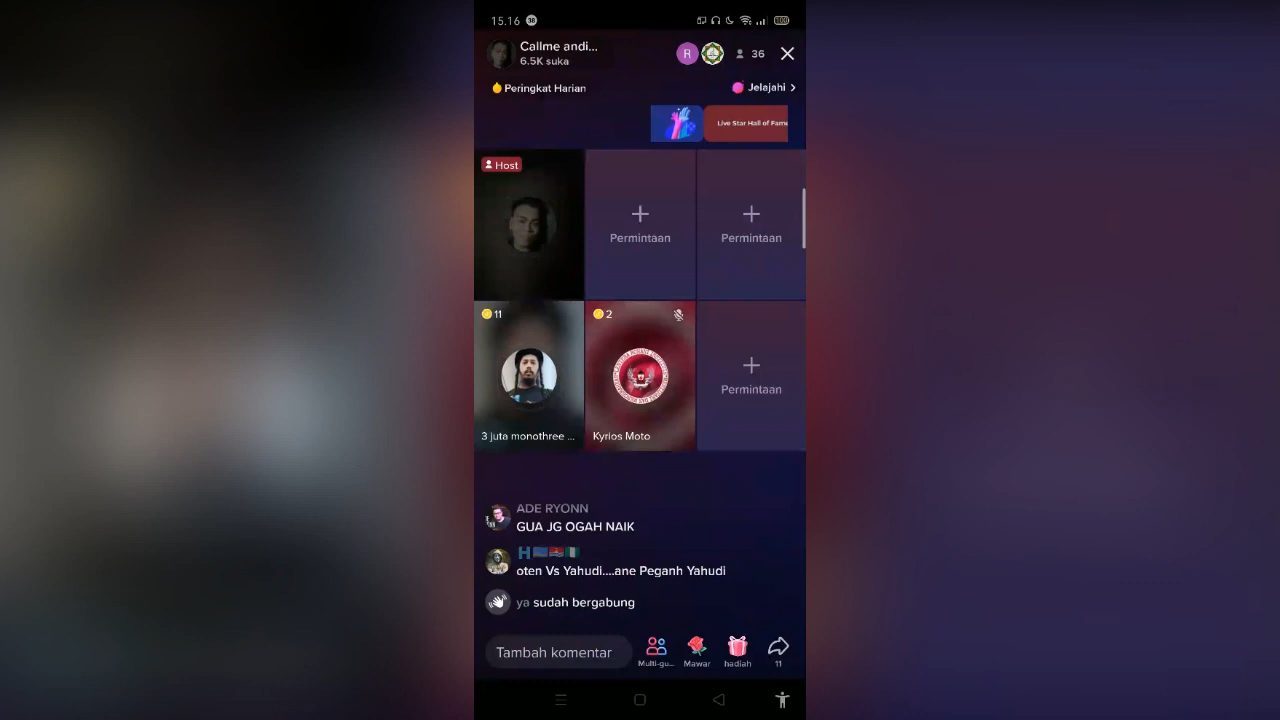 15.16 38
100
Callme andi...
6.5K suka
R
36
Peringkat Harian
Jelajahi
Live Star Hall of Fame
Host
Permintaan
Permintaan
11
2
3 juta monothree ...
Kyrios Moto
Permintaan
ADE RYONN
GUA JG OGAH NAIK
H
oten Vs Yahudi....ane Peganh Yahudi
ya sudah bergabung
Tambah komentar
Multi-gu...
Mawar
hadiah
11